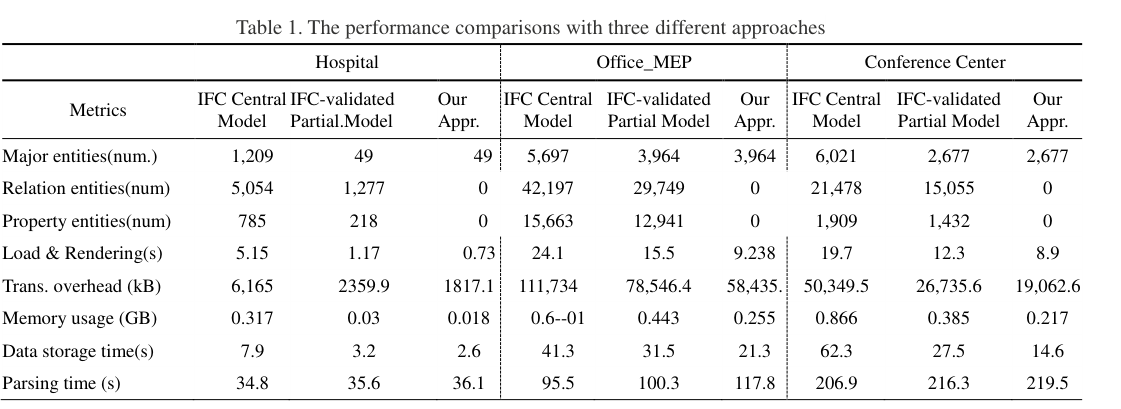 Table 1. The performance comparisons with three different approaches
Hospital Office_MEP Conference Center
Metrics IFC Central Model IFC-validated Partial.Model Our Appr. IFC Central Model IFC-validated Partial Model Our Appr. IFC Central Model IFC-validated Partial Model Our Appr.
Major entities(num.) 1,209 49 49 5,697 3,964 3,964 6,021 2,677 2,677
Relation entities(num) 5,054 1,277 0 42,197 29,749 0 21,478 15,055 0
Property entities(num) 785 218 0 15,663 12,941 0 1,909 1,432 0
Load & Rendering(s) 5.15 1.17 0.73 24.1 15.5 9.238 19.7 12.3 8.9
Trans. overhead (kB) 6,165 2359.9 1817.1 111,734 78,546.4 58,435. 50,349.5 26,735.6 19,062.6
Memory usage (GB) 0.317 0.03 0.018 0.6--01 0.443 0.255 0.866 0.385 0.217
Data storage time(s) 7.9 3.2 2.6 41.3 31.5 21.3 62.3 27.5 14.6
Parsing time (s) 34.8 35.6 36.1 95.5 100.3 117.8 206.9 216.3 219.5